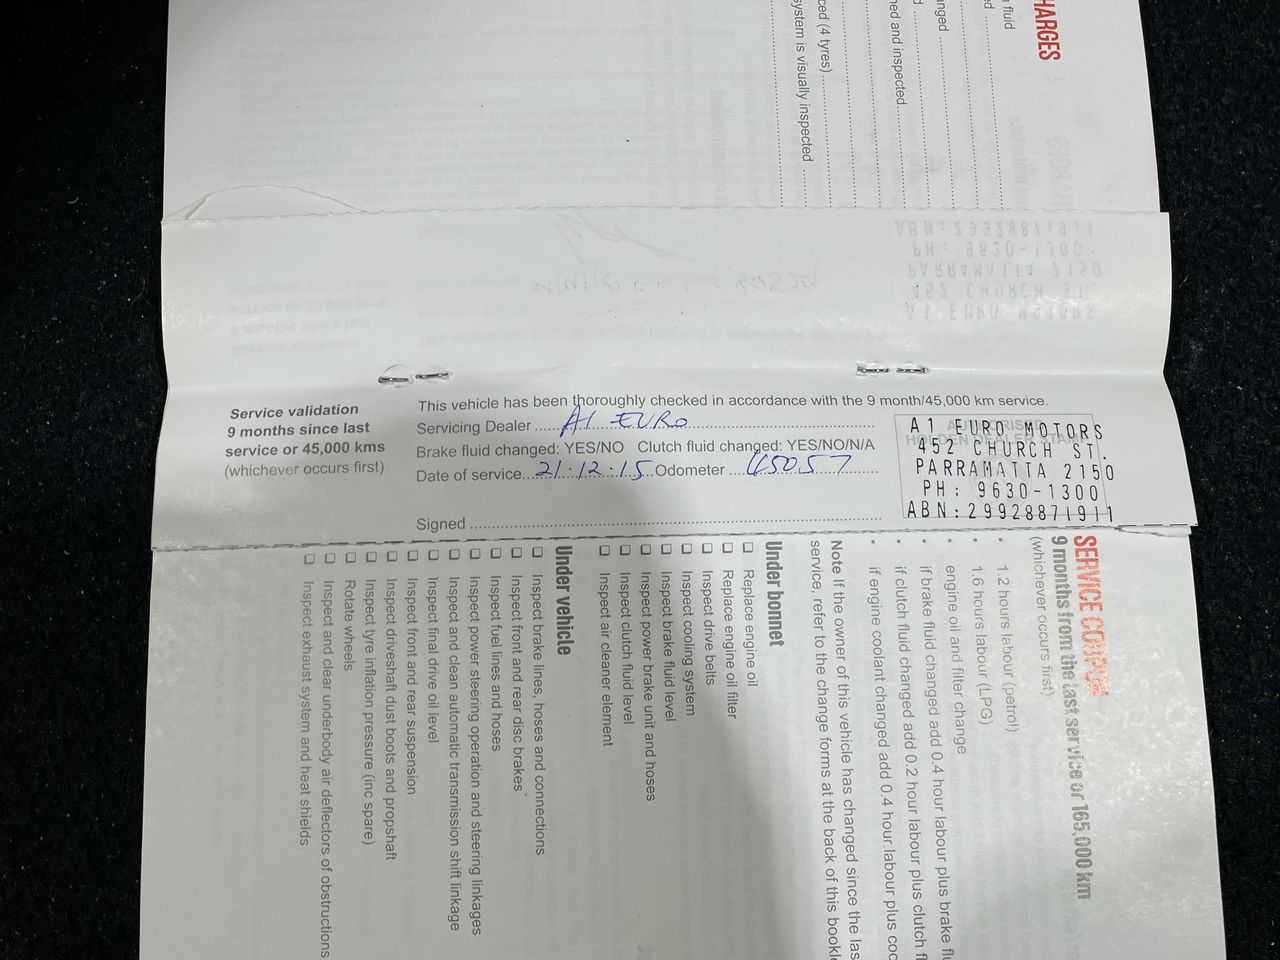 HARGES
fluid
ed
anged
ned and inspected
ced (4 tyres)
ystem is visually inspected
Service validation
9 months since last
service or 45,000 kms
(whichever occurs first)
This vehicle has been thoroughly checked in accordance with the 9 month/45,000 km service.
Servicing Dealer A1 EURO
Brake fluid changed: YES/NO Clutch fluid changed: YES/NO/N/A
Date of service 21.12.15 Odometer 45057
Signed
A1 EURO MOTORS
452 CHURCH ST.
PARRAMATTA 2150
PH: 9630-1300
ABN: 29928871911
SERVICE COUPON
9 months from the last service or 165,000 km
(whichever occurs first)
• 1.2 hours labour (petrol)
• 1.6 hours labour (LPG)
engine oil and filter change
• if brake fluid changed add 0.4 hour labour plus brake flu
• if clutch fluid changed add 0.2 hour labour plus clutch fl
• if engine coolant changed add 0.4 hour labour plus coo
Note If the owner of this vehicle has changed since the las
service, refer to the change forms at the back of this bookl
Under bonnet
Replace engine oil
Replace engine oil filter
Inspect drive belts
Inspect cooling system
Inspect brake fluid level
Inspect power brake unit and hoses
Inspect clutch fluid level
Inspect air cleaner element
Under vehicle
Inspect brake lines, hoses and connections
Inspect front and rear disc brakes
Inspect fuel lines and hoses
Inspect power steering operation and steering linkages
Inspect and clean automatic transmission shift linkage
Inspect final drive oil level
Inspect front and rear suspension
Inspect driveshaft dust boots and propshaft
Inspect tyre inflation pressure (inc spare)
Rotate wheels
Inspect and clear underbody air deflectors of obstructions
Inspect exhaust system and heat shields